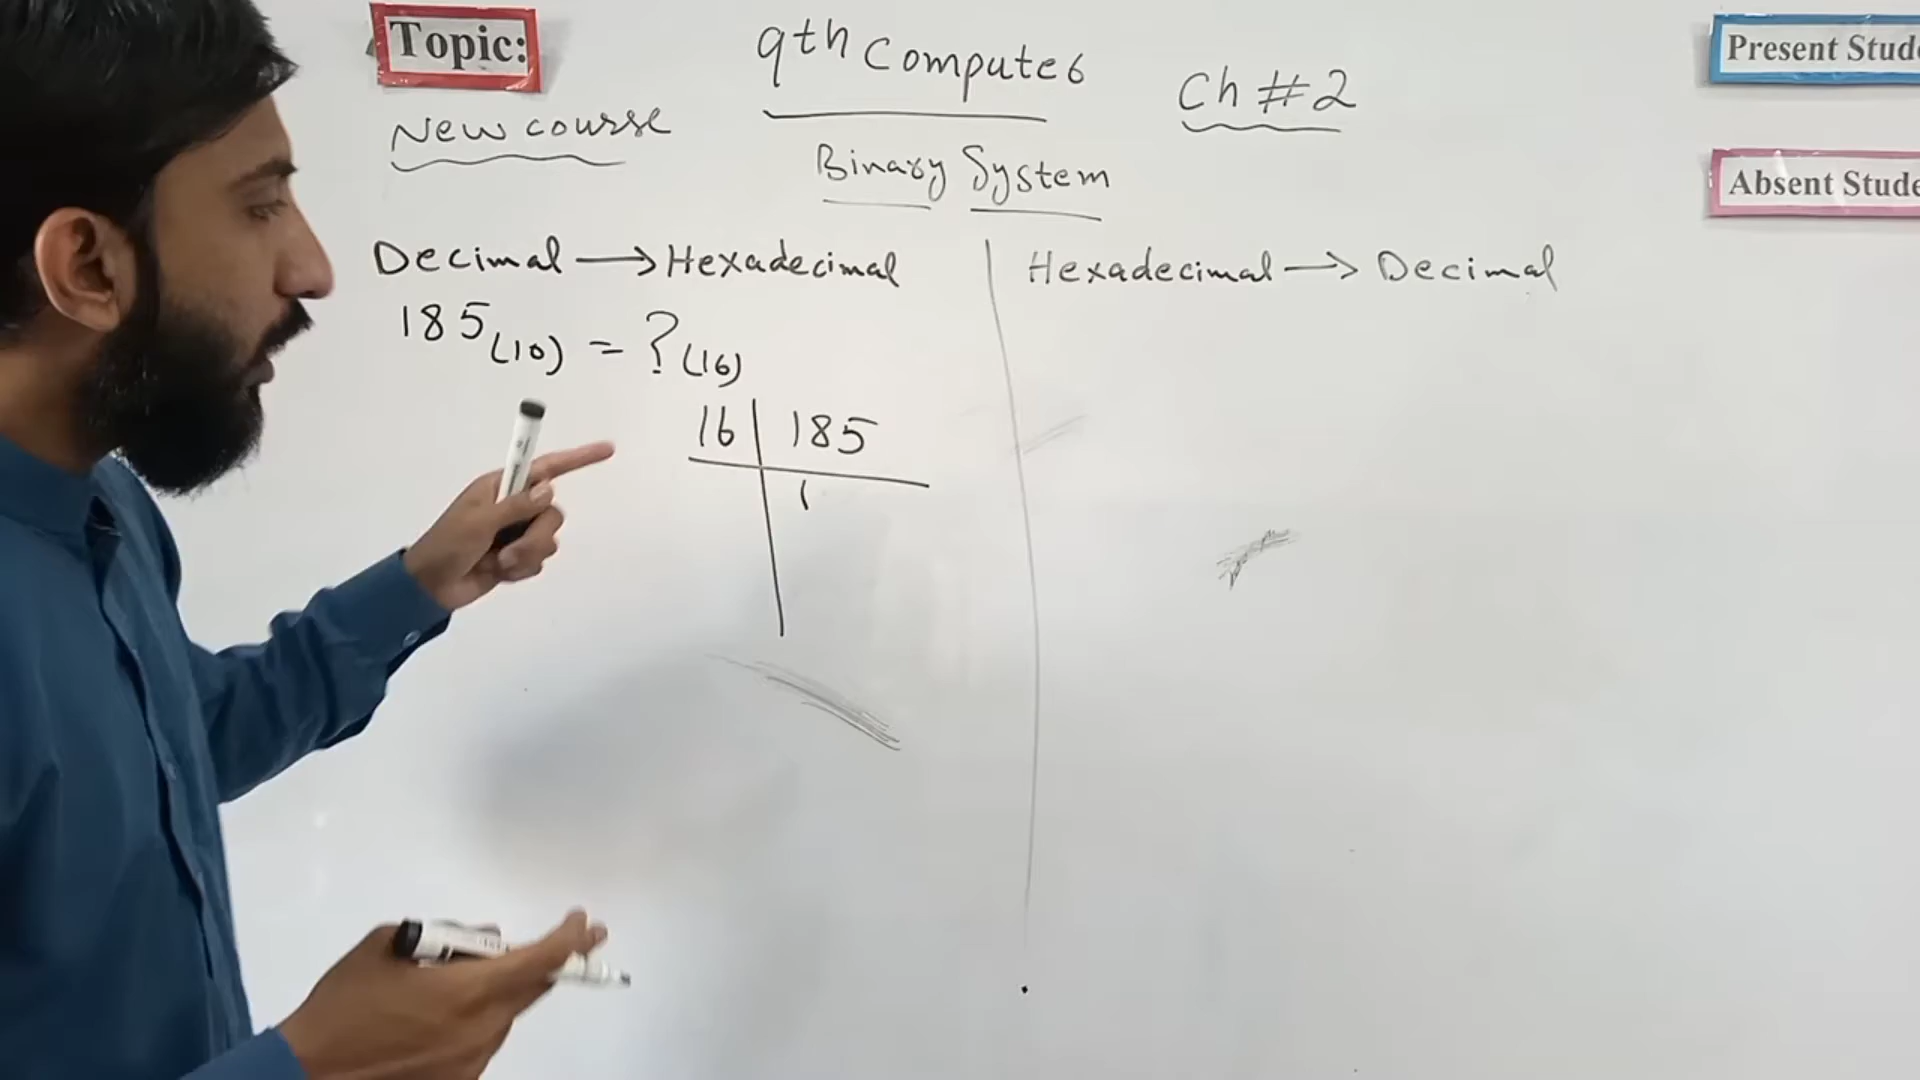 Topic:
9th Computer
Ch #2
New course
Binary System
Decimal → Hexadecimal
185(10) = ?(16)
16 | 185
1
Hexadecimal → Decimal
Present Stude
Absent Stude